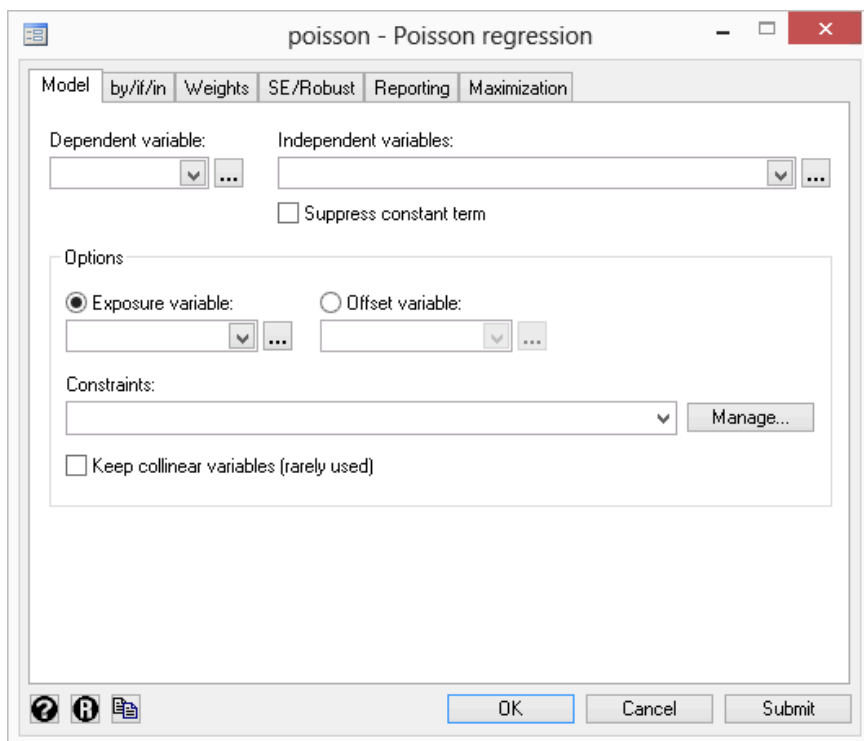 poisson - Poisson regression
Model by/if/in Weights SE/Robust Reporting Maximization
Dependent variable: Independent variables:
... ...
Suppress constant term
Options
Exposure variable: Offset variable:
... ...
Constraints:
Manage...
Keep collinear variables (rarely used)
? R OK Cancel Submit